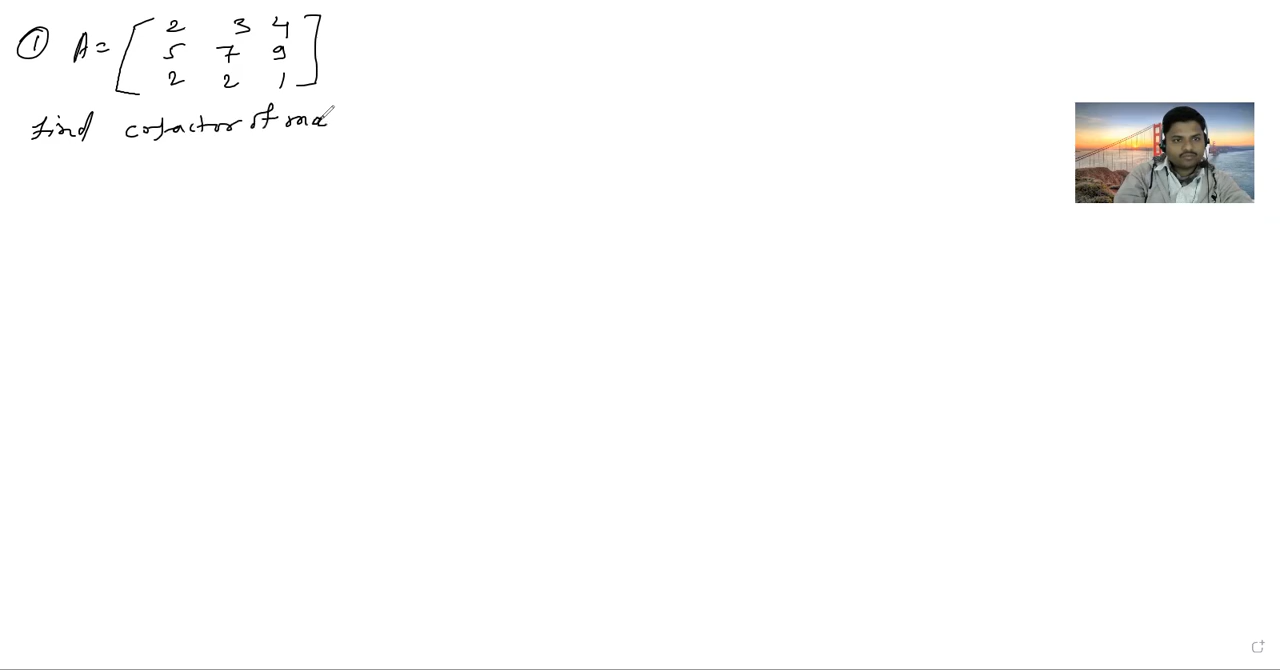 ① A = [ 2 3 4
5 7 9
2 2 1 ]
find cofactor of